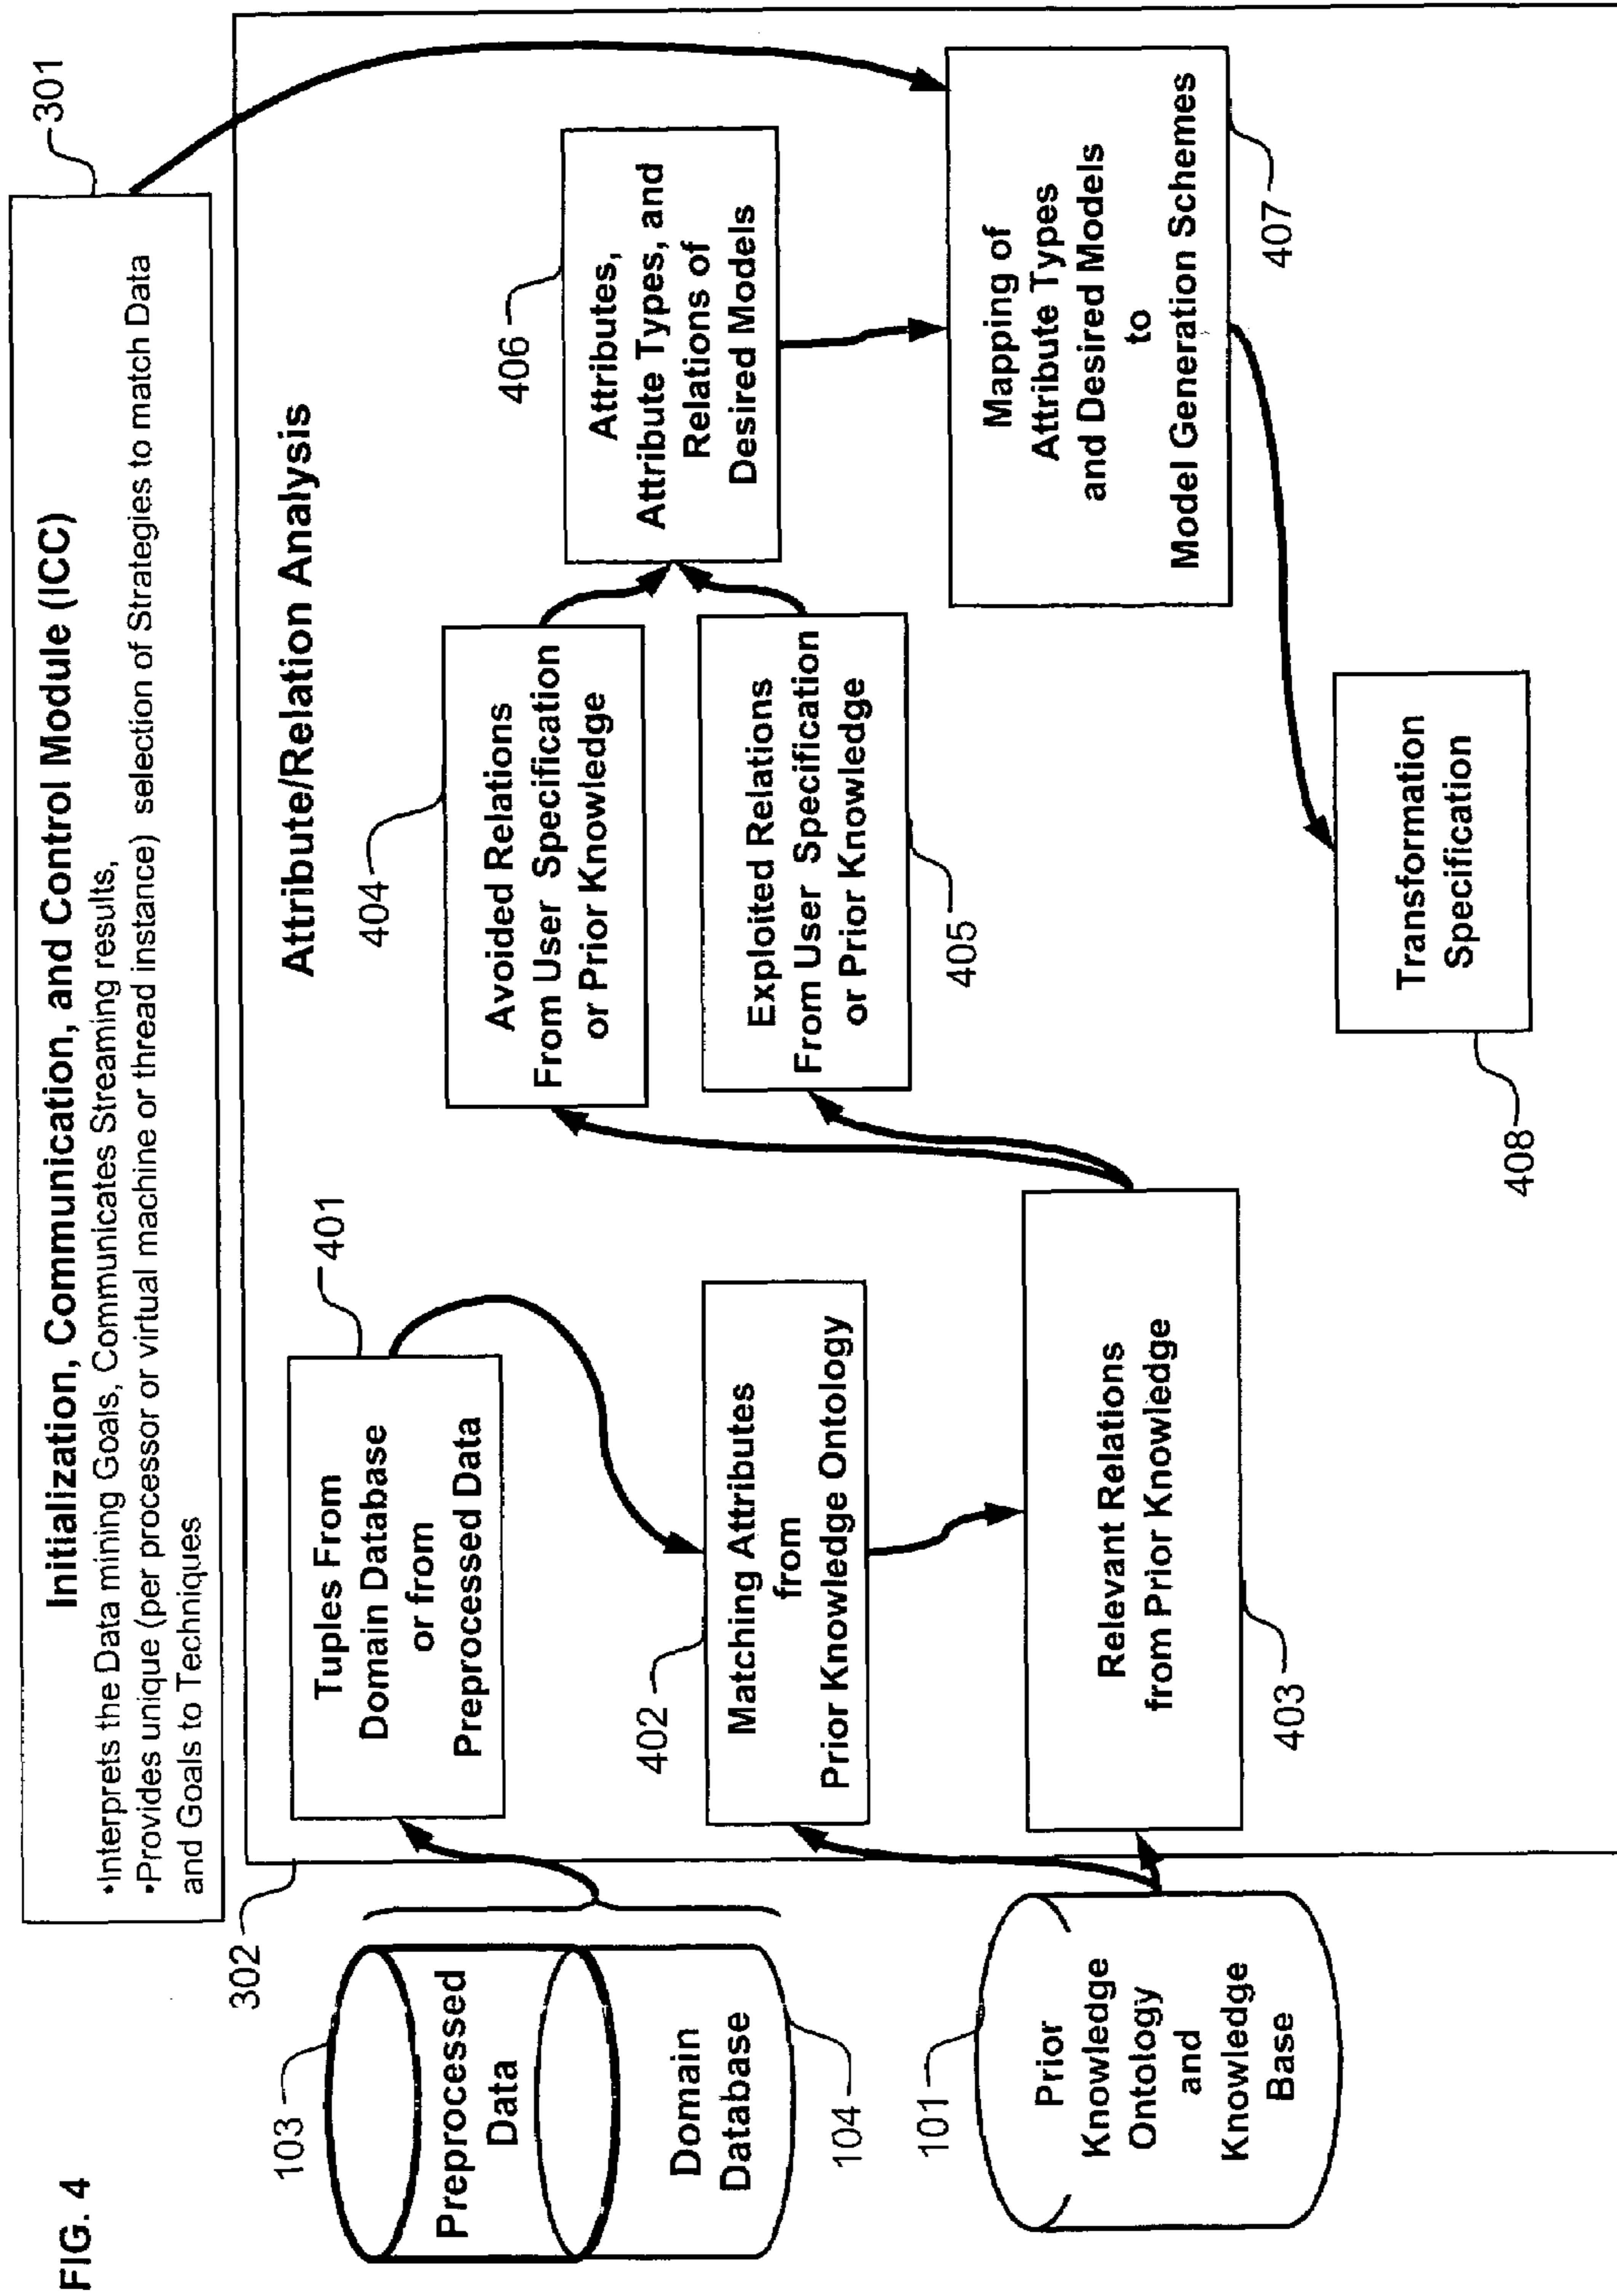 FIG. 4
Initialization, Communication, and Control Module (ICC)
•Interprets the Data mining Goals, Communicates Streaming results,
•Provides unique (per processor or virtual machine or thread instance) selection of Strategies to match Data
and Goals to Techniques
301
302
Attribute/Relation Analysis
103
Preprocessed
Data
Domain
Database
104
101
Prior
Knowledge
Ontology
and
Knowledge
Base
401
Tuples From
Domain Database
or from
Preprocessed Data
402
Matching Attributes
from
Prior Knowledge Ontology
Relevant Relations
from Prior Knowledge
403
404
Avoided Relations
From User Specification
or Prior Knowledge
Exploited Relations
From User Specification
or Prior Knowledge
405
406
Attributes,
Attribute Types, and
Relations of
Desired Models
Mapping of
Attribute Types
and Desired Models
to
Model Generation Schemes
407
Transformation
Specification
408